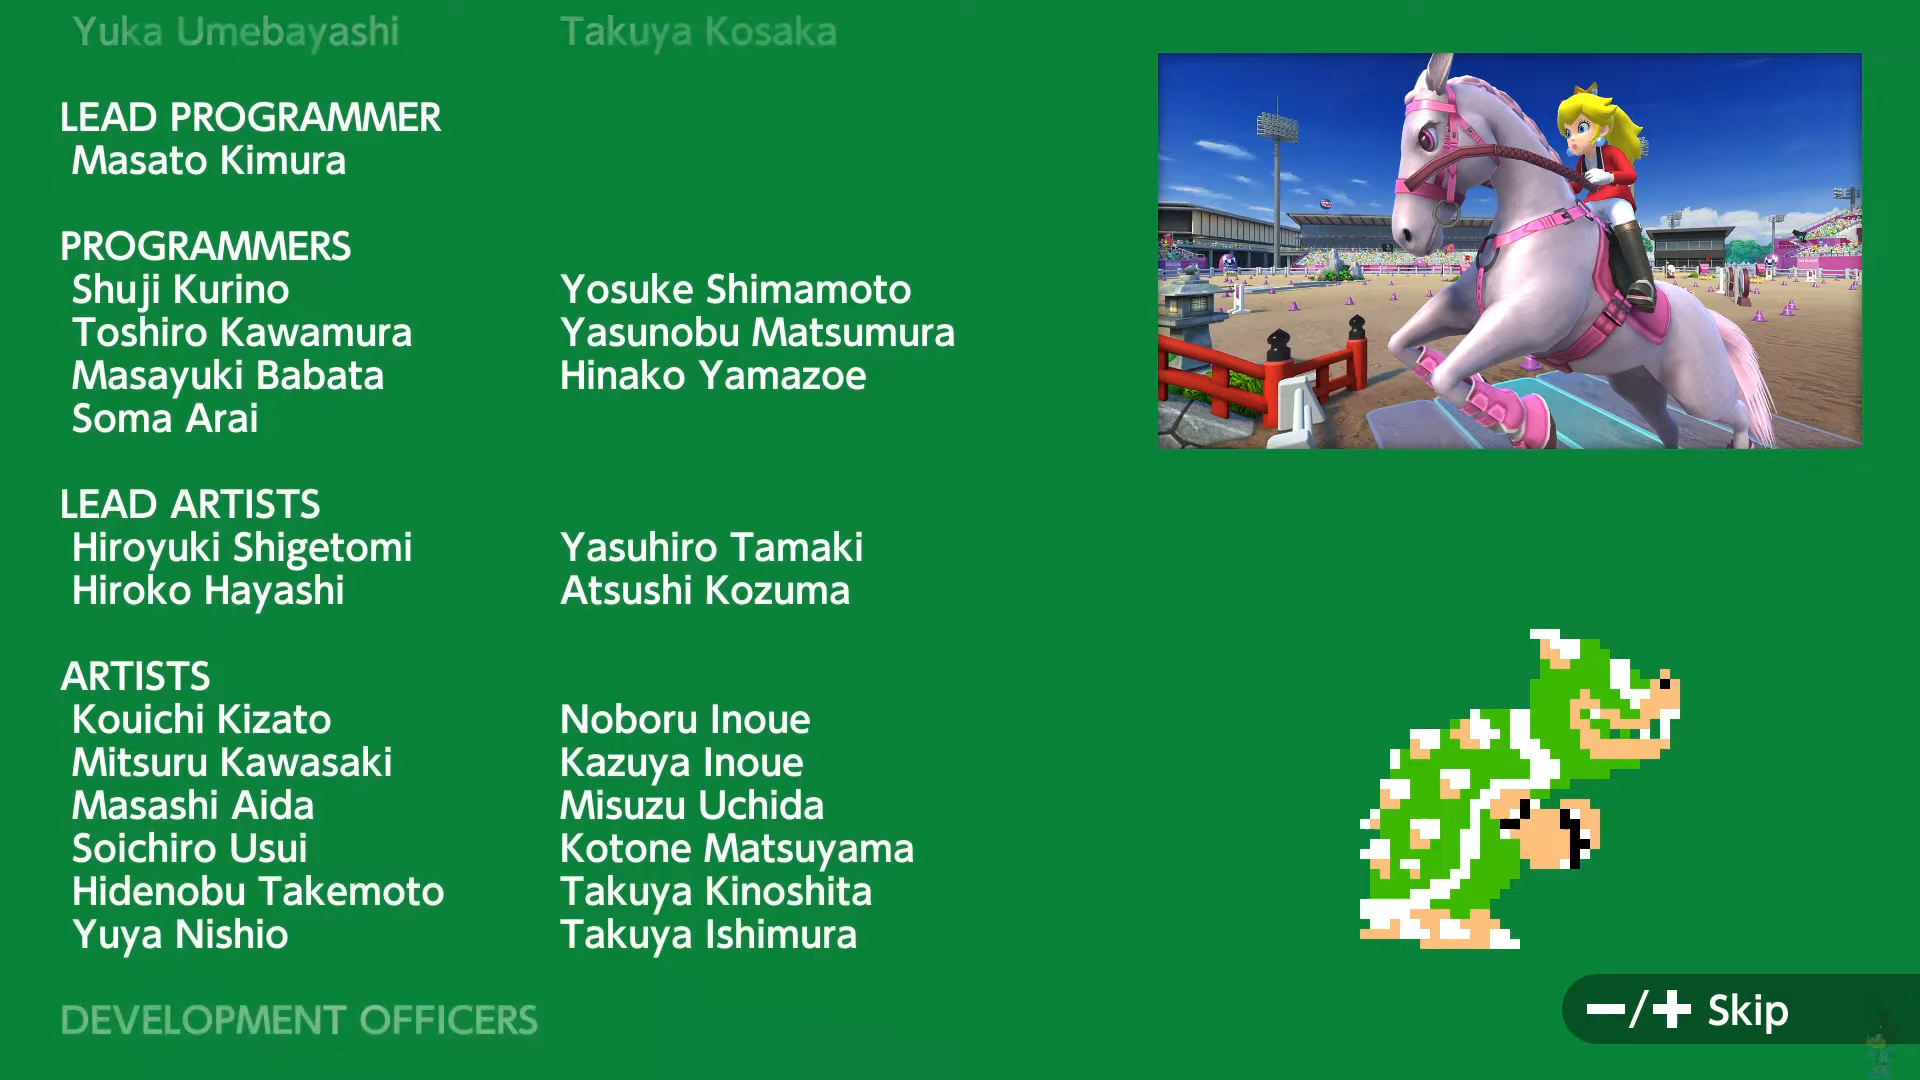 Yuka Umebayashi Takuya Kosaka
LEAD PROGRAMMER
Masato Kimura
PROGRAMMERS
Shuji Kurino Yosuke Shimamoto
Toshiro Kawamura Yasunobu Matsumura
Masayuki Babata Hinako Yamazoe
Soma Arai
LEAD ARTISTS
Hiroyuki Shigetomi Yasuhiro Tamaki
Hiroko Hayashi Atsushi Kozuma
ARTISTS
Kouichi Kizato Noboru Inoue
Mitsuru Kawasaki Kazuya Inoue
Masashi Aida Misuzu Uchida
Soichiro Usui Kotone Matsuyama
Hidenobu Takemoto Takuya Kinoshita
Yuya Nishio Takuya Ishimura
DEVELOPMENT OFFICERS
−/+ Skip